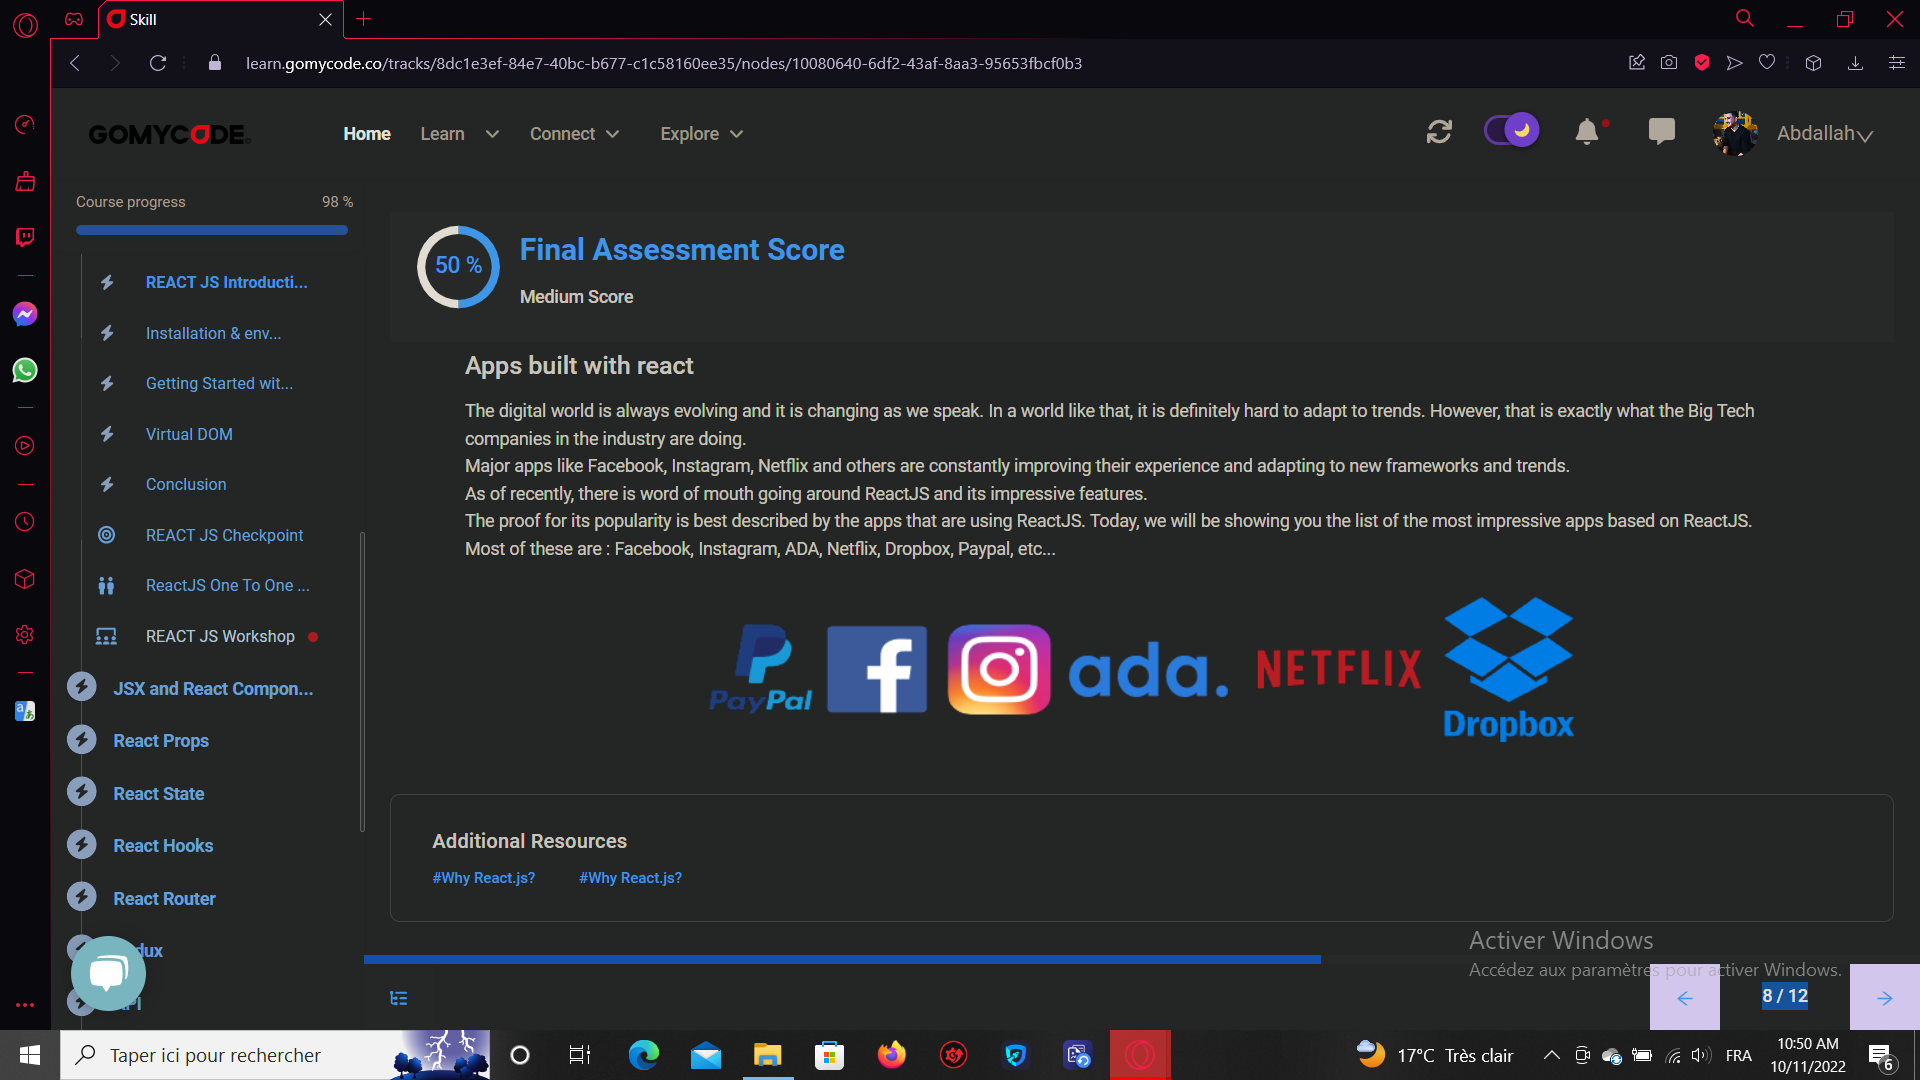 Skill
learn.gomycode.co/tracks/8dc1e3ef-84e7-40bc-b677-c1c58160ee35/nodes/10080640-6df2-43af-8aa3-95653fbcf0b3
GOMYCODE
Home
Learn
Connect
Explore
Abdallah
Course progress
98 %
REACT JS Introducti...
Installation & env...
Getting Started wit...
Virtual DOM
Conclusion
REACT JS Checkpoint
ReactJS One To One ...
REACT JS Workshop
JSX and React Compon...
React Props
React State
React Hooks
React Router
dux
PI
50 %
Final Assessment Score
Medium Score
Apps built with react
The digital world is always evolving and it is changing as we speak. In a world like that, it is definitely hard to adapt to trends. However, that is exactly what the Big Tech
companies in the industry are doing.
Major apps like Facebook, Instagram, Netflix and others are constantly improving their experience and adapting to new frameworks and trends.
As of recently, there is word of mouth going around ReactJS and its impressive features.
The proof for its popularity is best described by the apps that are using ReactJS. Today, we will be showing you the list of the most impressive apps based on ReactJS.
Most of these are : Facebook, Instagram, ADA, Netflix, Dropbox, Paypal, etc...
PayPal
f
ada.
NETFLIX
Dropbox
Additional Resources
#Why React.js?
#Why React.js?
Activer Windows
Accédez aux paramètres pour activer Windows.
8 / 12
Taper ici pour rechercher
17°C Très clair
FRA
10:50 AM
10/11/2022
6